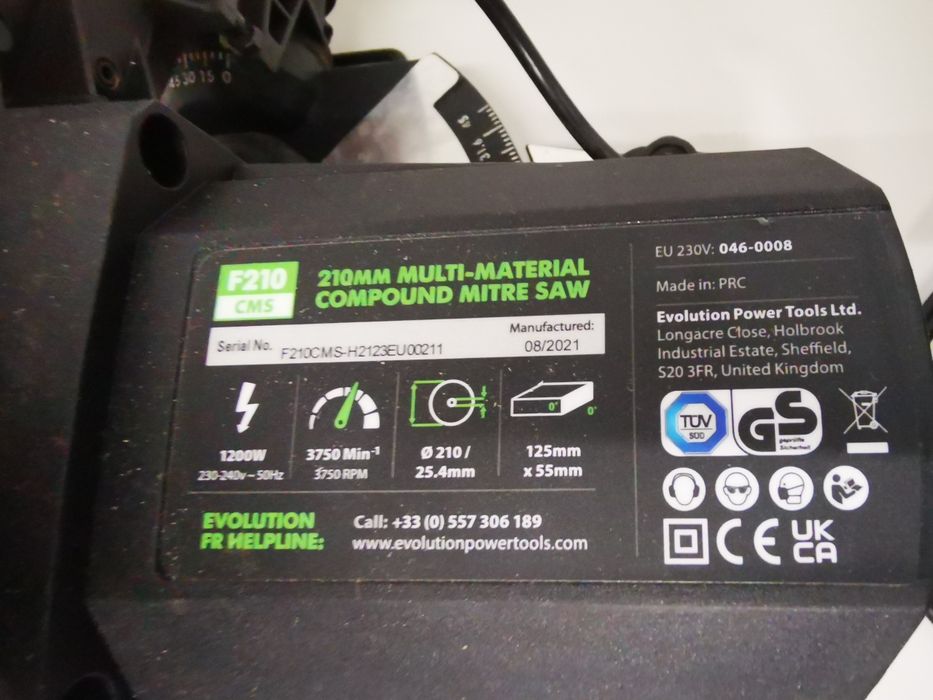 45 30 15 0
45
31.6
F210
CMS
210MM MULTI-MATERIAL
COMPOUND MITRE SAW
Serial No. F210CMS-H2123EU00211
Manufactured:
08/2021
1200W
230-240v ~ 50Hz
3750 Min-1
3750 RPM
Ø 210 /
25.4mm
0° 0°
125mm
x 55mm
EVOLUTION
FR HELPLINE:
Call: +33 (0) 557 306 189
www.evolutionpowertools.com
EU 230V: 046-0008
Made in: PRC
Evolution Power Tools Ltd.
Longacre Close, Holbrook
Industrial Estate, Sheffield,
S20 3FR, United Kingdom
TÜV
SÜD
GS
geprüfte
Sicherheit
CE
UK
CA